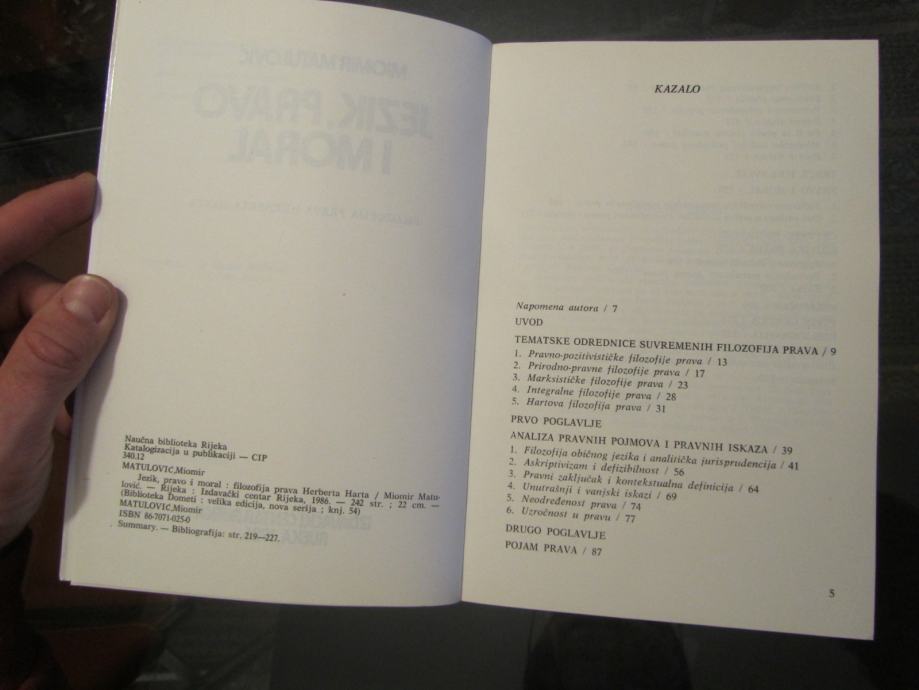 MIOMIR MATULOVIĆ
JEZIK, PRAVO
I MORAL
Naučna biblioteka Rijeka
Katalogizacija u publikaciji — CIP
340.12
MATULOVIĆ,Miomir
Jezik, pravo i moral : filozofija prava Herberta Harta / Miomir Matu-
lović. — Rijeka : Izdavački centar Rijeka, 1986. — 242 str. ; 22 cm. —
(Biblioteka Dometi : velika edicija, nova serija ; knj. 54)
MATULOVIĆ,Miomir
ISBN 86-7071-025-0
Summary. — Bibliografija: str. 219—227.
KAZALO
Napomena autora / 7
UVOD
TEMATSKE ODREDNICE SUVREMENIH FILOZOFIJA PRAVA / 9
1. Pravno-pozitivističke filozofije prava / 13
2. Prirodno-pravne filozofije prava / 17
3. Marksističke filozofije prava / 23
4. Integralne filozofije prava / 28
5. Hartova filozofija prava / 31
PRVO POGLAVLJE
ANALIZA PRAVNIH POJMOVA I PRAVNIH ISKAZA / 39
1. Filozofija običnog jezika i analitička jurisprudencija / 41
2. Askriptivizam i defizibilnost / 56
3. Pravni zaključak i kontekstualna definicija / 64
4. Unutrašnji i vanjski iskazi / 69
5. Neodređenost prava / 74
6. Uzročnost u pravu / 77
DRUGO POGLAVLJE
POJAM PRAVA / 87
5